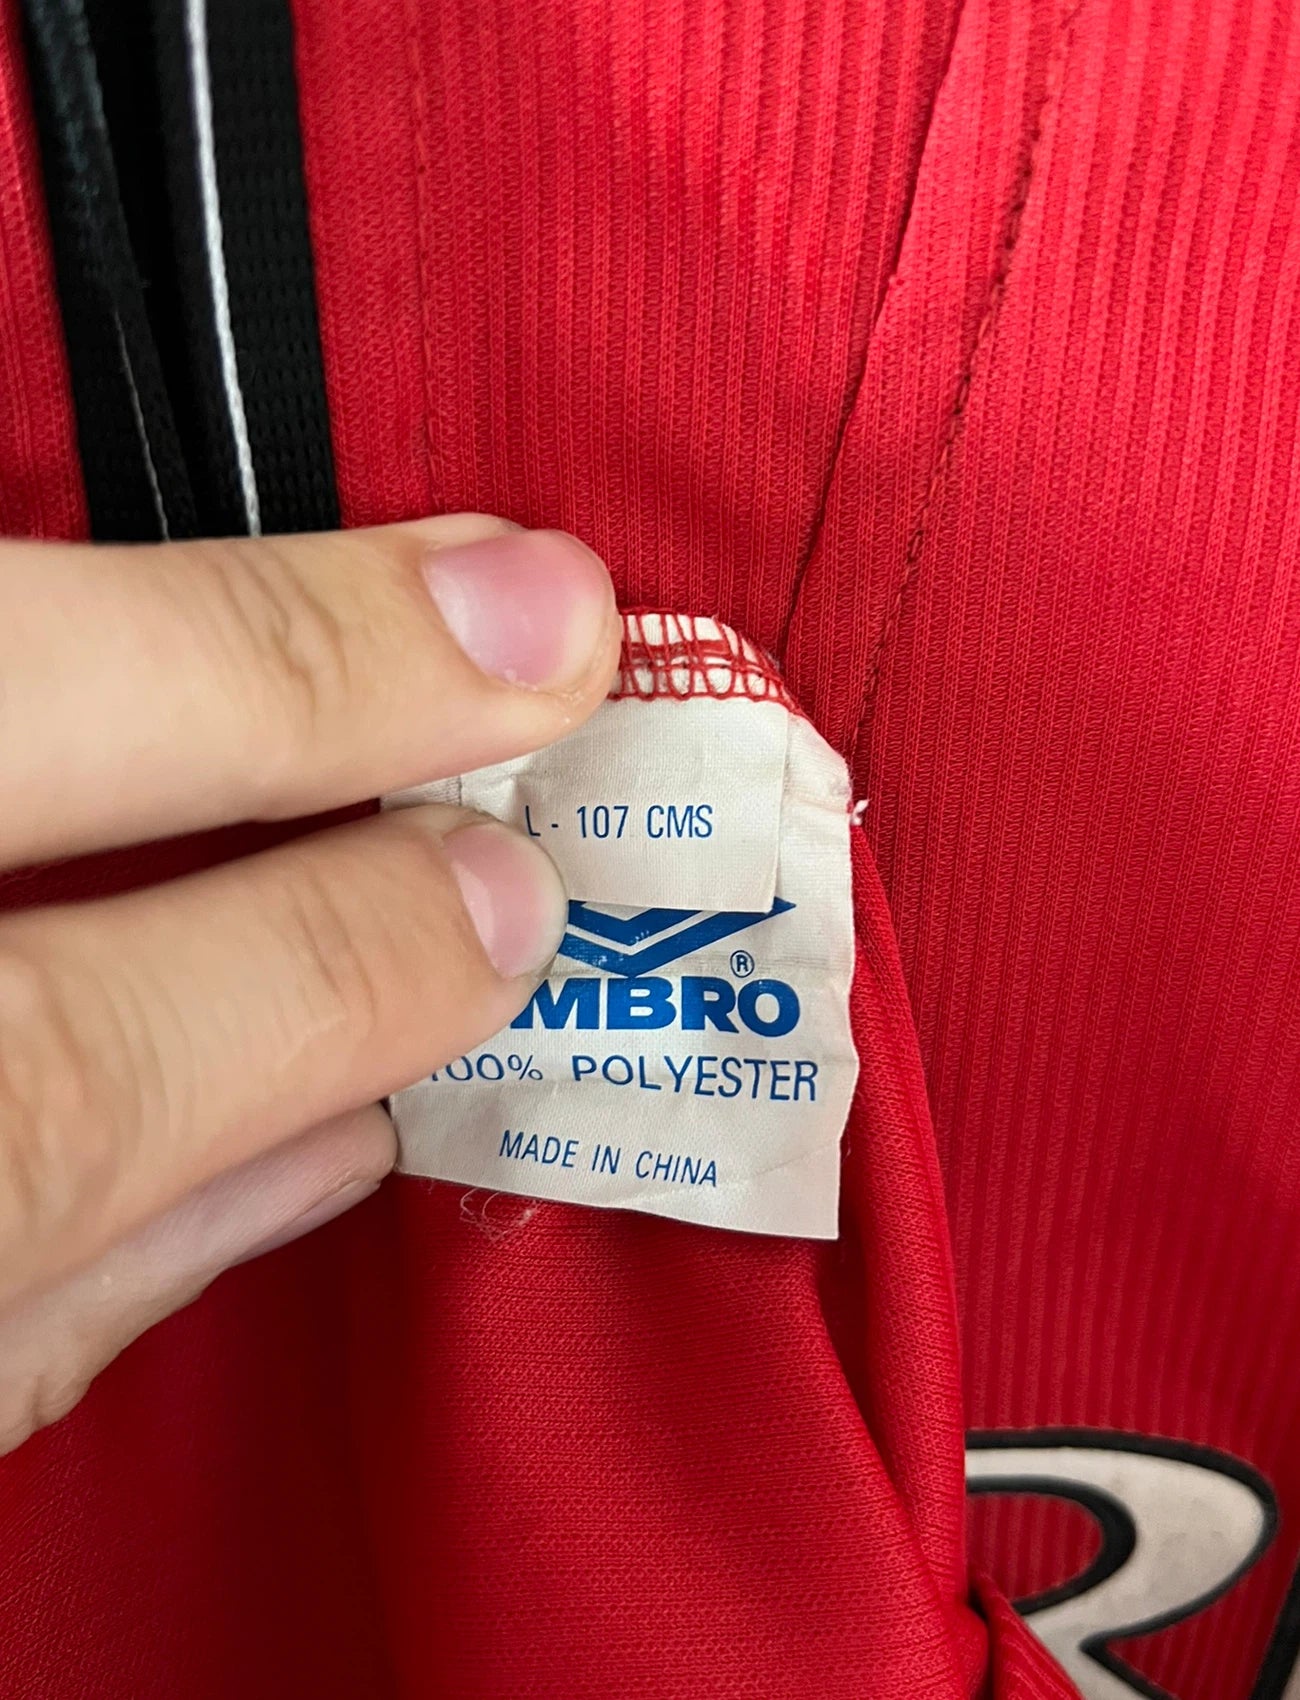 L - 107 CMS
®
MBRO
100% POLYESTER
MADE IN CHINA
R